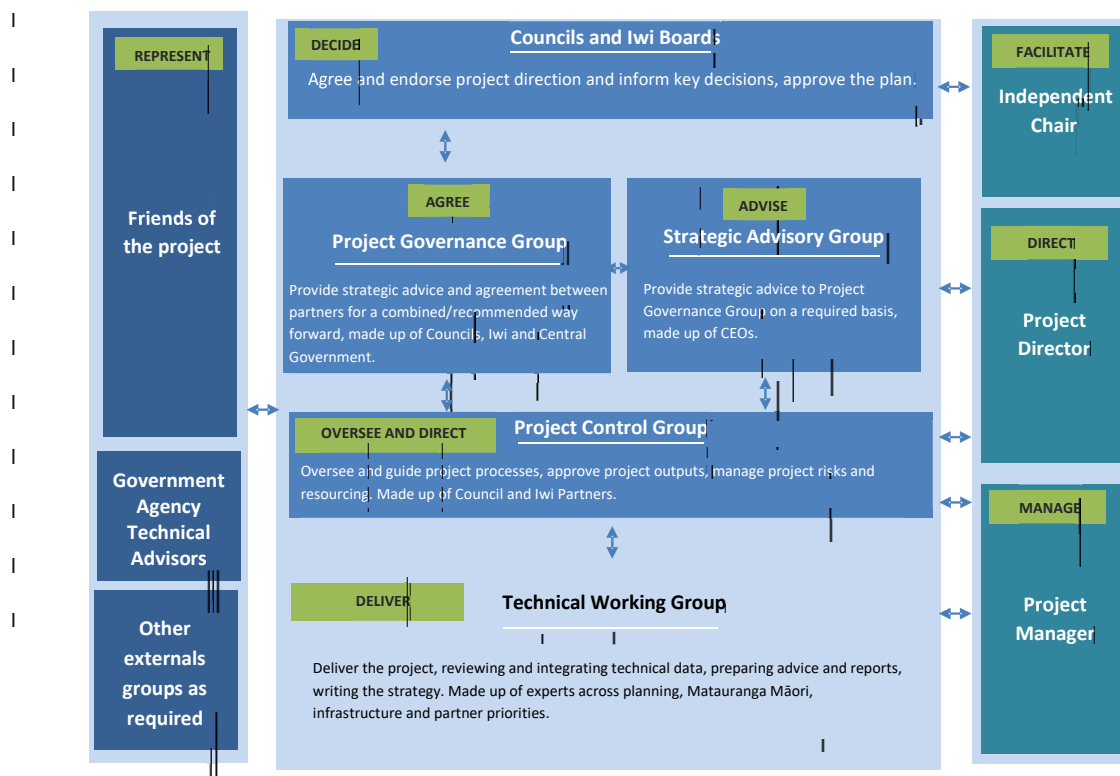 REPRESENT
Friends of
the project
Government
Agency
Technical
Advisors
Other
externals
groups as
required
DECIDE
Councils and Iwi Boards
Agree and endorse project direction and inform key decisions, approve the plan.
AGREE
Project Governance Group
Provide strategic advice and agreement between
partners for a combined/recommended way
forward, made up of Councils, Iwi and Central
Government.
ADVISE
Strategic Advisory Group
Provide strategic advice to Project
Governance Group on a required basis,
made up of CEOs.
OVERSEE AND DIRECT
Project Control Group
Oversee and guide project processes, approve project outputs, manage project risks and
resourcing. Made up of Council and Iwi Partners.
DELIVER
Technical Working Group
Deliver the project, reviewing and integrating technical data, preparing advice and reports,
writing the strategy. Made up of experts across planning, Matauranga Māori,
infrastructure and partner priorities.
FACILITATE
Independent
Chair
DIRECT
Project
Director
MANAGE
Project
Manager